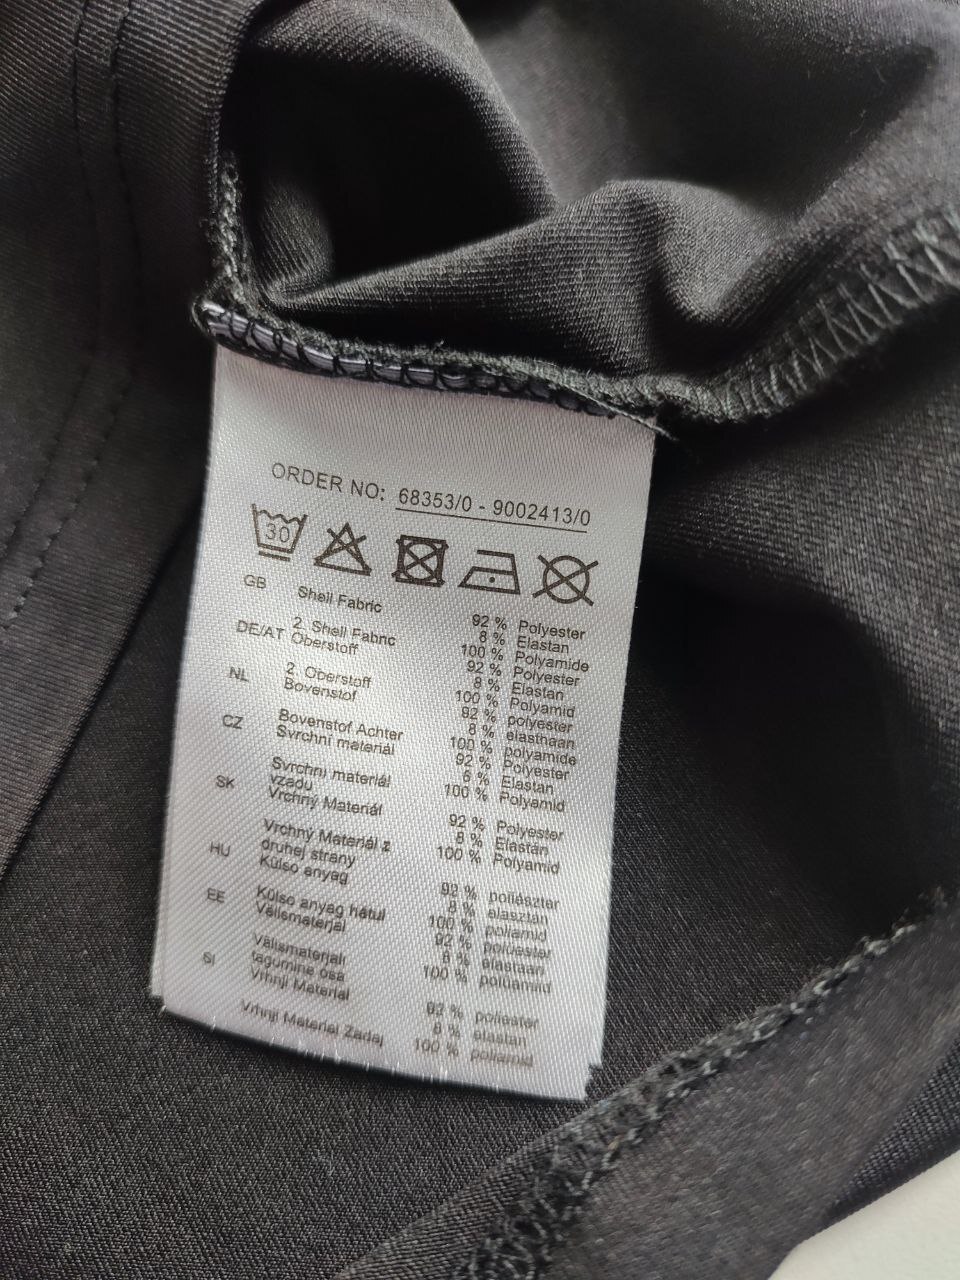 ORDER NO: 68353/0 - 9002413/0
30
GB Shell Fabric 92 % Polyester
8 % Elastan
2. Shell Fabric 100 % Polyamide
DE/AT Oberstoff 92 % Polyester
8 % Elastan
2. Oberstoff 100 % Polyamid
NL Bovenstof 92 % polyester
8 % elasthaan
Bovenstof Achter 100 % polyamide
CZ Svrchní materiál 92 % Polyester
8 % Elastan
Svrchní materiál 100 % Polyamid
vzadu
SK Vrchný Materiál 92 % Polyester
8 % Elastan
Vrchný Materiál z 100 % Polyamid
druhej strany
HU Külso anyag 92 % poliészter
8 % elasztán
Külso anyag hátul 100 % poliamid
EE Välismaterjal 92 % polüester
8 % elastaan
Välismaterjali 100 % polüamid
tagumine osa
SI Vrhnji Material 92 % poliester
8 % elastan
Vrhnji Material Zadaj 100 % poliamid